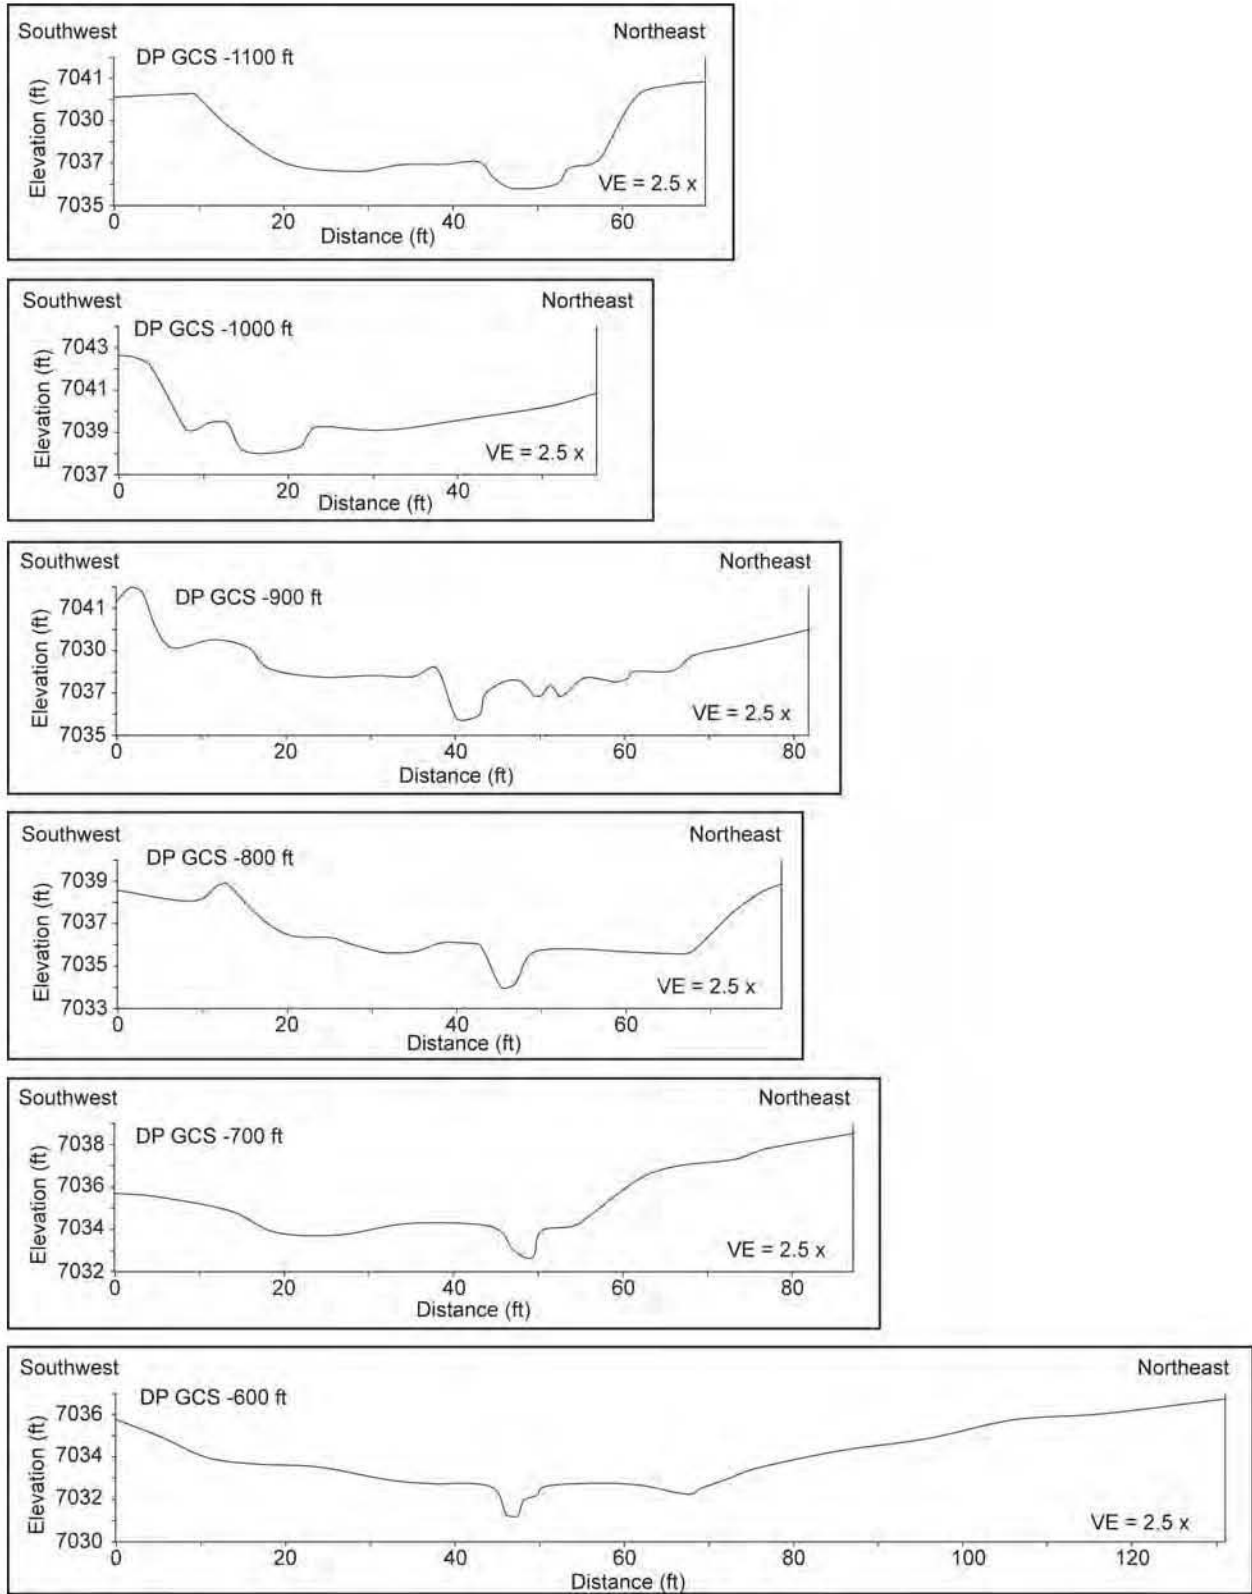 Southwest Northeast
DP GCS -1100 ft
Elevation (ft)
7041
7030
7037
7035
VE = 2.5 x
0 20 40 60
Distance (ft)
Southwest Northeast
DP GCS -1000 ft
Elevation (ft)
7043
7041
7039
7037
VE = 2.5 x
0 20 40
Distance (ft)
Southwest Northeast
DP GCS -900 ft
Elevation (ft)
7041
7030
7037
7035
VE = 2.5 x
0 20 40 60 80
Distance (ft)
Southwest Northeast
DP GCS -800 ft
Elevation (ft)
7039
7037
7035
7033
VE = 2.5 x
0 20 40 60
Distance (ft)
Southwest Northeast
DP GCS -700 ft
Elevation (ft)
7038
7036
7034
7032
VE = 2.5 x
0 20 40 60 80
Distance (ft)
Southwest Northeast
DP GCS -600 ft
Elevation (ft)
7036
7034
7032
7030
VE = 2.5 x
0 20 40 60 80 100 120
Distance (ft)